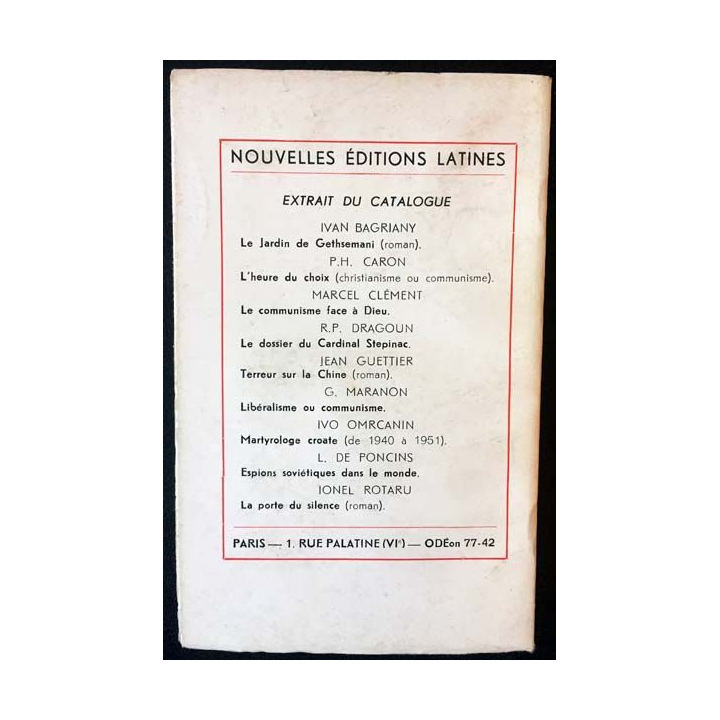 NOUVELLES ÉDITIONS LATINES
EXTRAIT DU CATALOGUE
IVAN BAGRIANY
Le Jardin de Gethsemani (roman).
P.H. CARON
L'heure du choix (christianisme ou communisme).
MARCEL CLÉMENT
Le communisme face à Dieu.
R.P. DRAGOUN
Le dossier du Cardinal Stepinac.
JEAN GUETTIER
Terreur sur la Chine (roman).
G. MARANON
Libéralisme ou communisme.
IVO OMRCANIN
Martyrologe croate (de 1940 à 1951).
L. DE PONCINS
Espions soviétiques dans le monde.
IONEL ROTARU
La porte du silence (roman).
PARIS — 1, RUE PALATINE (VIe) — ODÉon 77-42